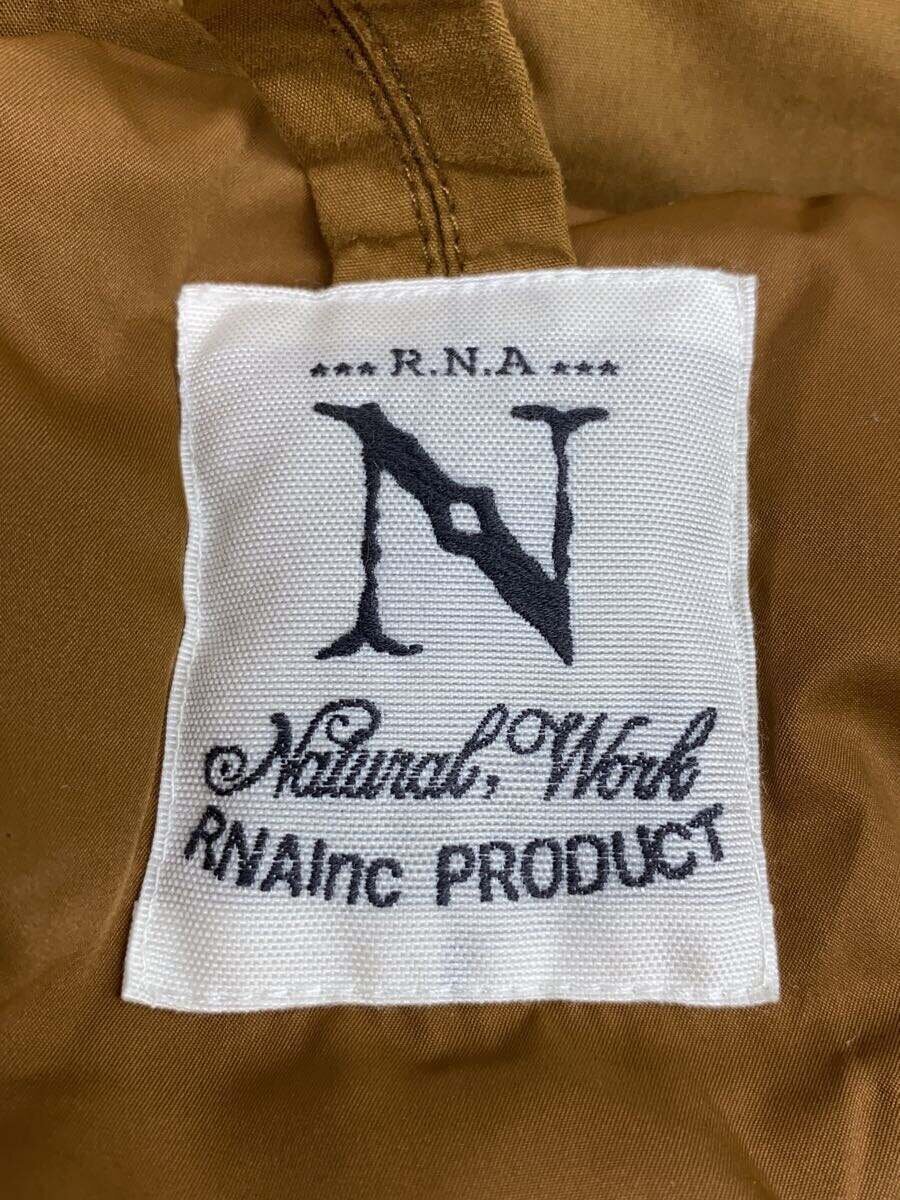 *** R.N.A ***
N
Natural, Work
RNAInc PRODUCT